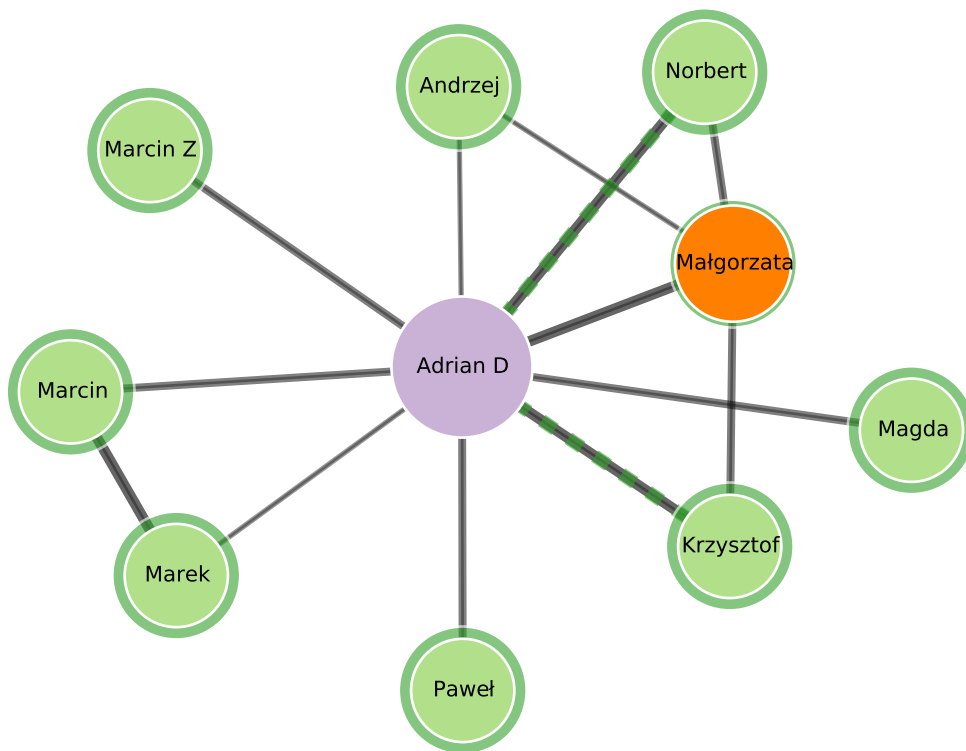 Norbert
Andrzej
Marcin Z
Małgorzata
Adrian D
Marcin
Magda
Krzysztof
Marek
Paweł